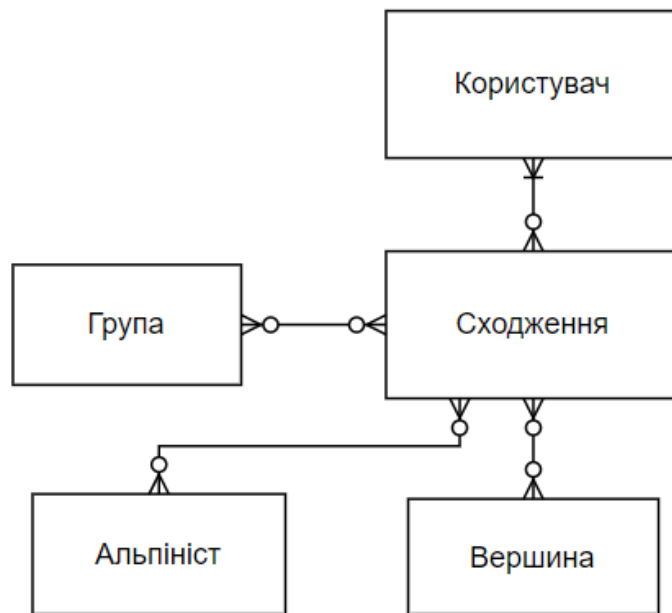 Користувач
Група
Сходження
Альпініст
Вершина